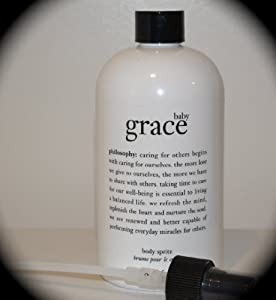 baby
grace
philosophy: caring for others begins
with caring for ourselves. the more love
we give to ourselves, the more we have
to share with others. taking time to care
for our well-being is essential to living
a balanced life. we refresh the mind,
replenish the heart and nurture the soul.
we are renewed and better capable of
performing everyday miracles for others.
body spritz
brume pour le